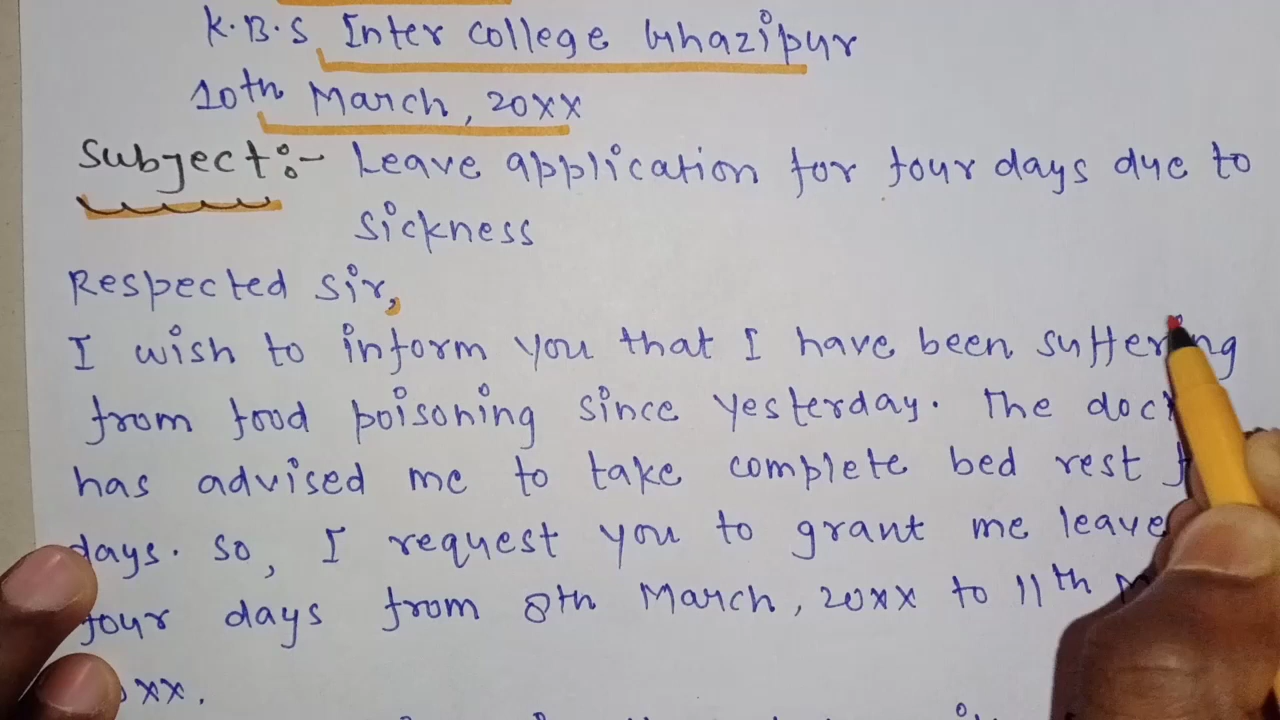 K.B.S Inter college Ghazipur
10th March, 20xx
Subject:- Leave application for four days due to
sickness
Respected Sir,
I wish to inform you that I have been suffering
from food poisoning since yesterday. The doc
has advised me to take complete bed rest
days. So, I request you to grant me leave
four days from 8th March, 20xx to 11th
xx.